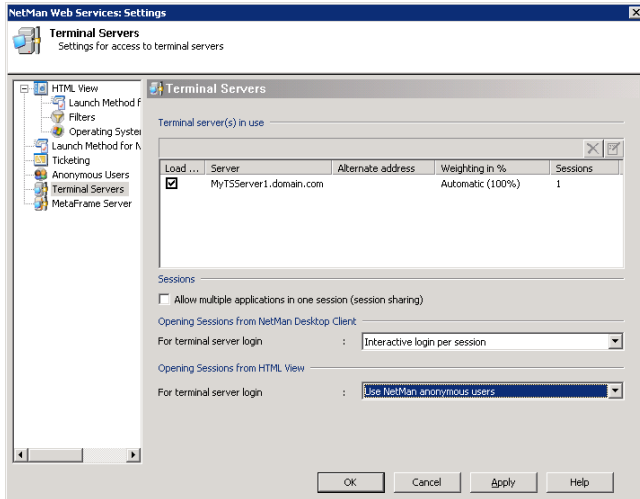 NetMan Web Services: Settings
Terminal Servers
Settings for access to terminal servers
HTML View
Launch Method f
Filters
Operating Syster
Launch Method for N
Ticketing
Anonymous Users
Terminal Servers
MetaFrame Server
Terminal Servers
Terminal server(s) in use
Load ... Server Alternate address Weighting in % Sessions
MyTSServer1.domain.com Automatic (100%) 1
Sessions
Allow multiple applications in one session (session sharing)
Opening Sessions from NetMan Desktop Client
For terminal server login : Interactive login per session
Opening Sessions from HTML View
For terminal server login : Use NetMan anonymous users
OK Cancel Apply Help